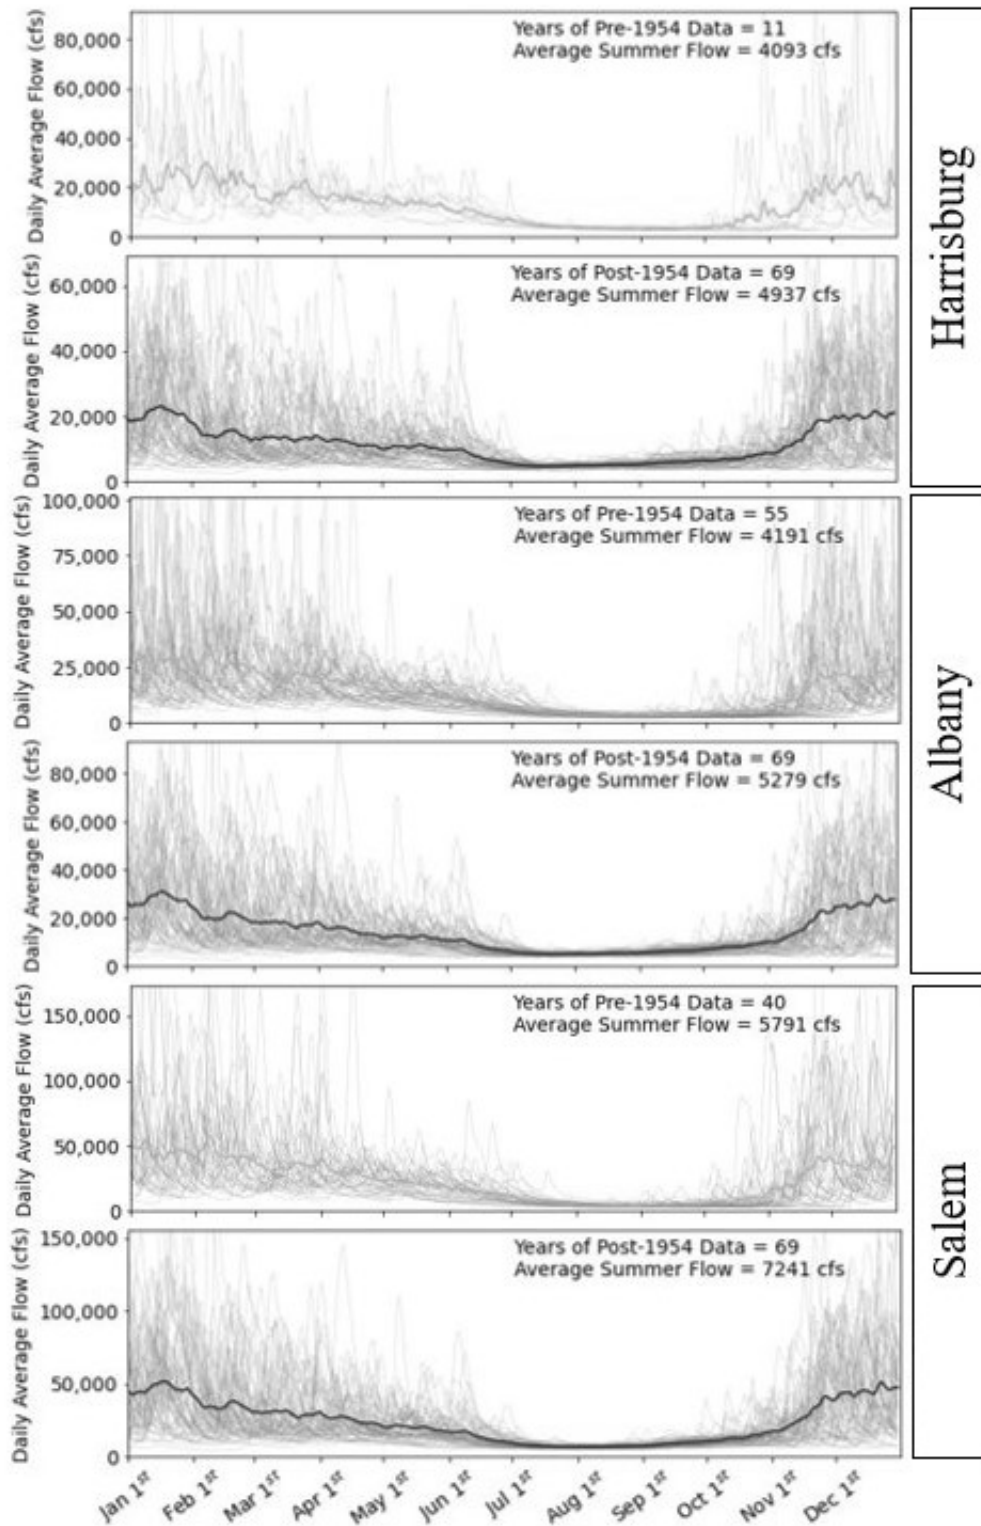 Daily Average Flow (cfs)
80,000
60,000
40,000
20,000
0
Years of Pre-1954 Data = 11
Average Summer Flow = 4093 cfs
Harrisburg
Daily Average Flow (cfs)
60,000
40,000
20,000
0
Years of Post-1954 Data = 69
Average Summer Flow = 4937 cfs
Daily Average Flow (cfs)
100,000
75,000
50,000
25,000
0
Years of Pre-1954 Data = 55
Average Summer Flow = 4191 cfs
Albany
Daily Average Flow (cfs)
80,000
60,000
40,000
20,000
0
Years of Post-1954 Data = 69
Average Summer Flow = 5279 cfs
Daily Average Flow (cfs)
150,000
100,000
50,000
0
Years of Pre-1954 Data = 40
Average Summer Flow = 5791 cfs
Salem
Daily Average Flow (cfs)
150,000
100,000
50,000
0
Years of Post-1954 Data = 69
Average Summer Flow = 7241 cfs
Jan 1st
Feb 1st
Mar 1st
Apr 1st
May 1st
Jun 1st
Jul 1st
Aug 1st
Sep 1st
Oct 1st
Nov 1st
Dec 1st